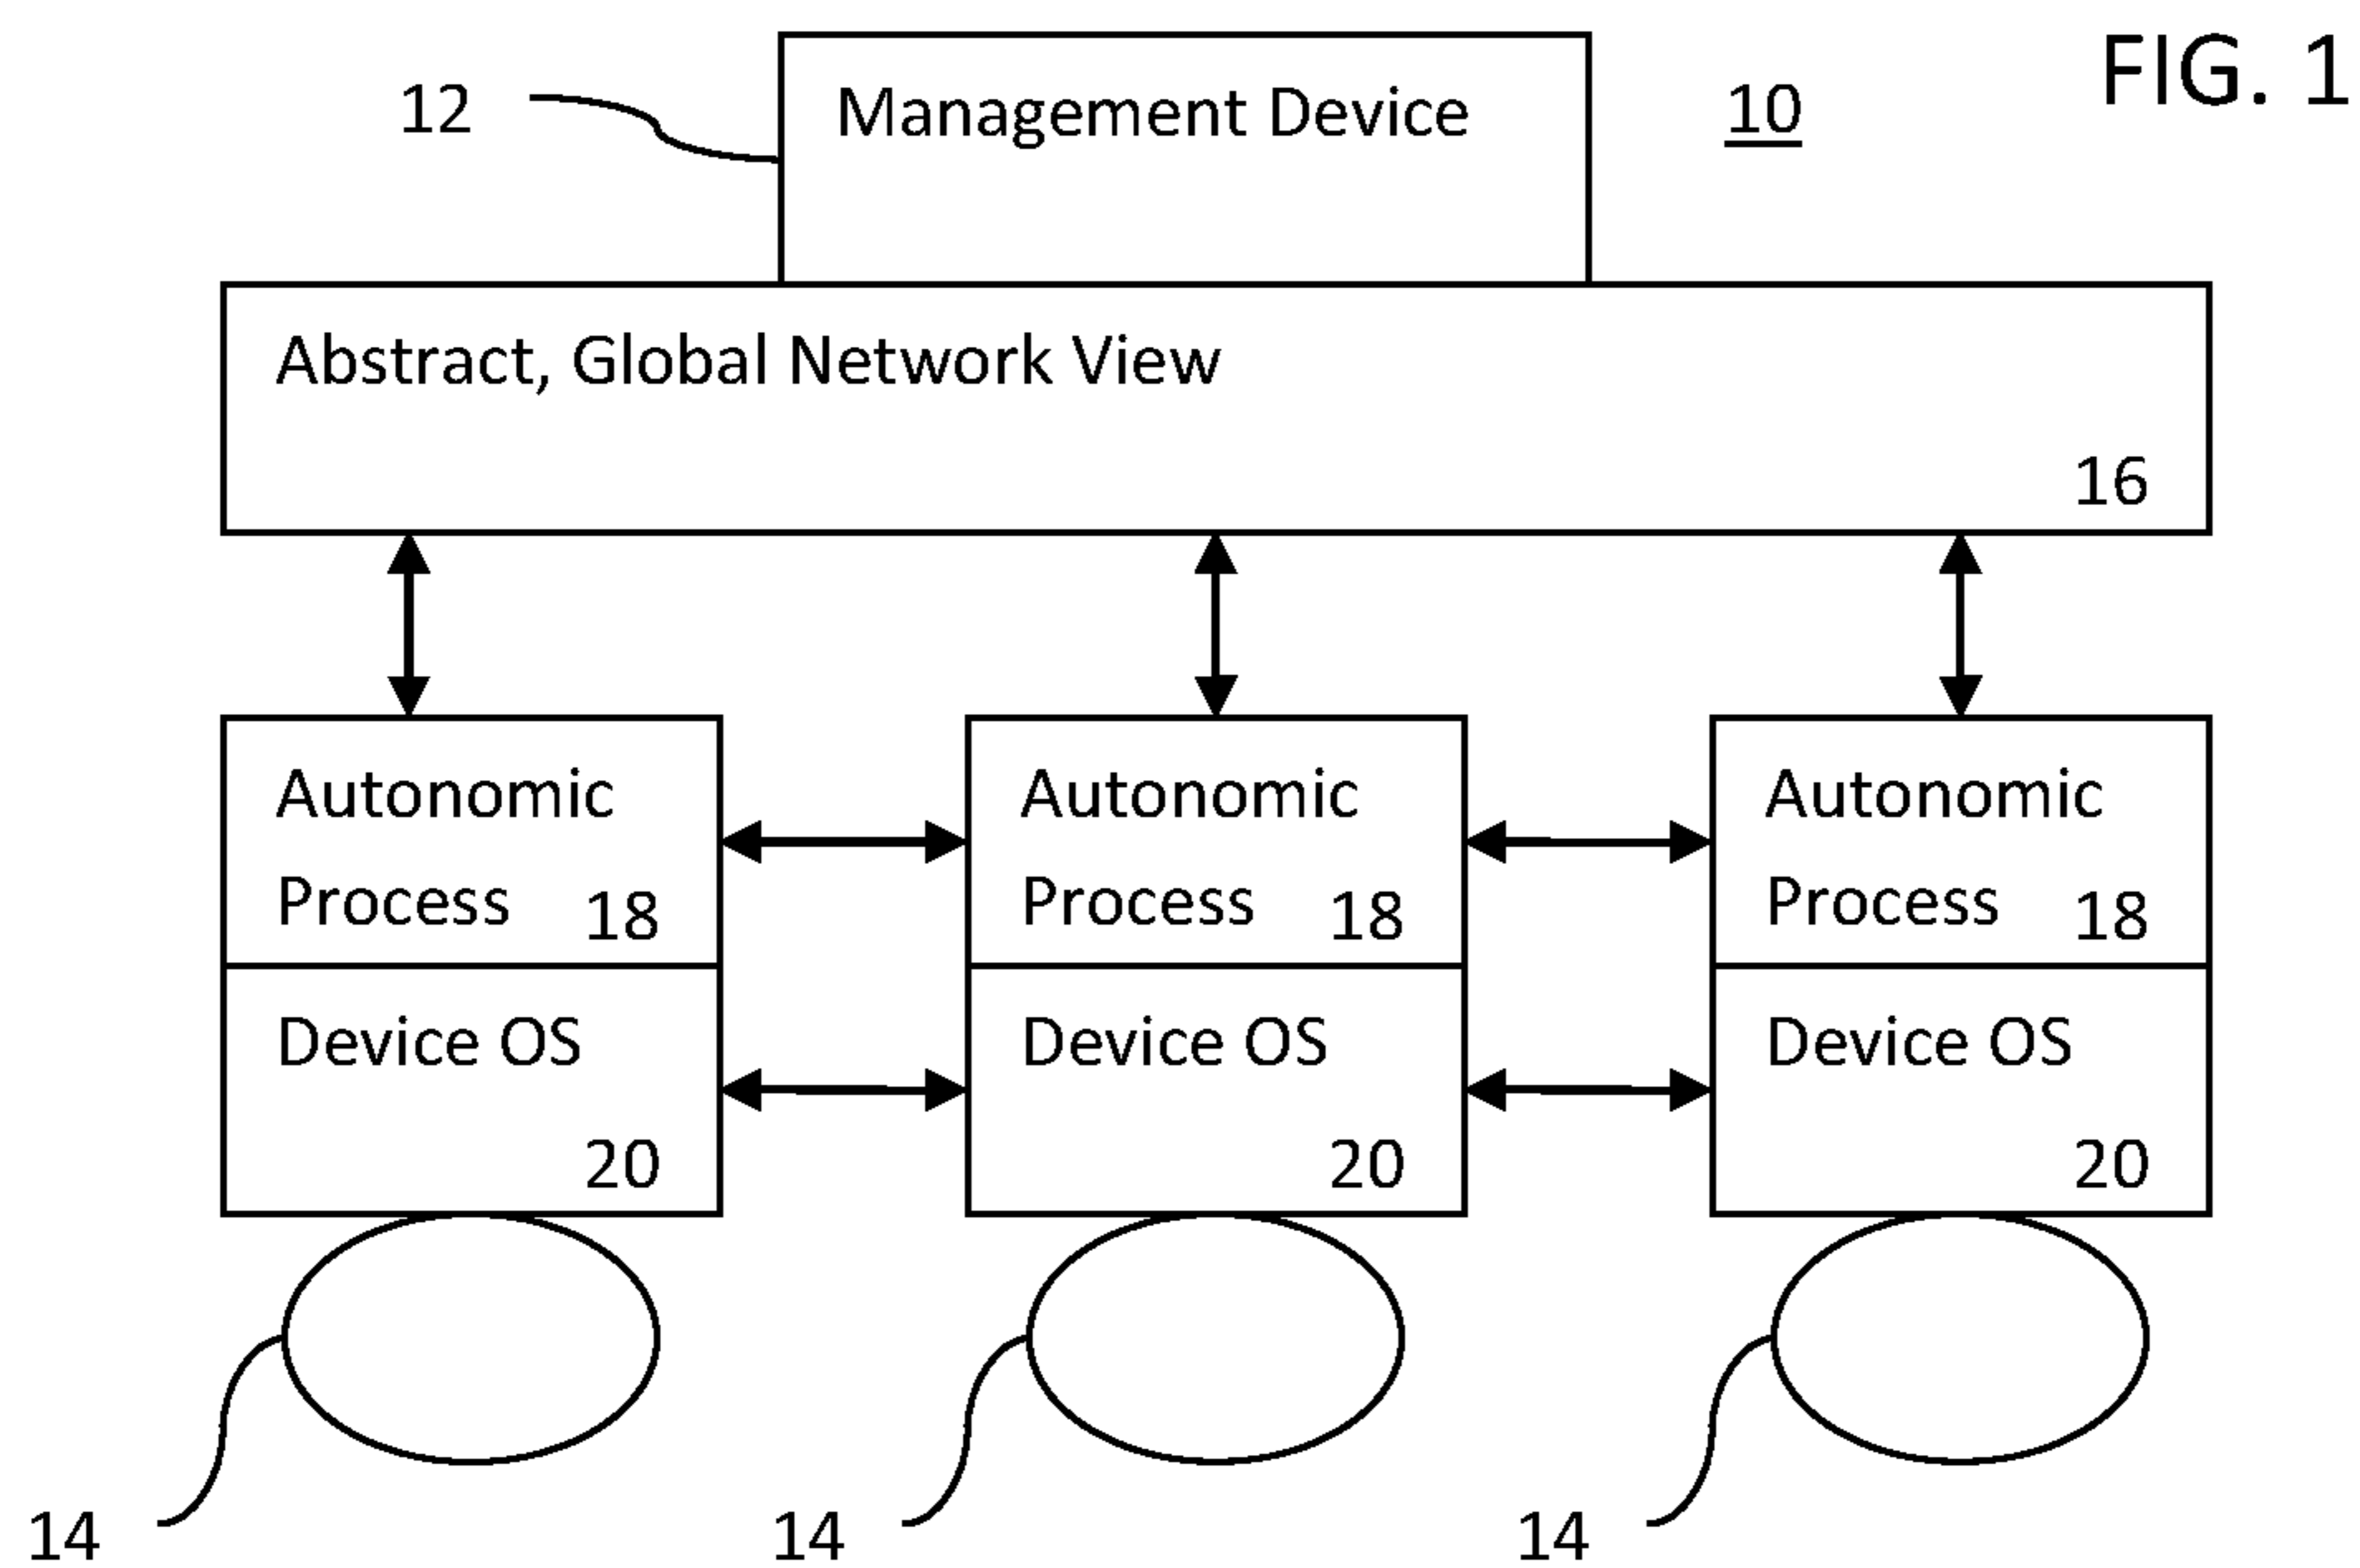 FIG. 1
12
Management Device
10
Abstract, Global Network View
16
Autonomic
Process 18
Device OS
20
Autonomic
Process 18
Device OS
20
Autonomic
Process 18
Device OS
20
14
14
14